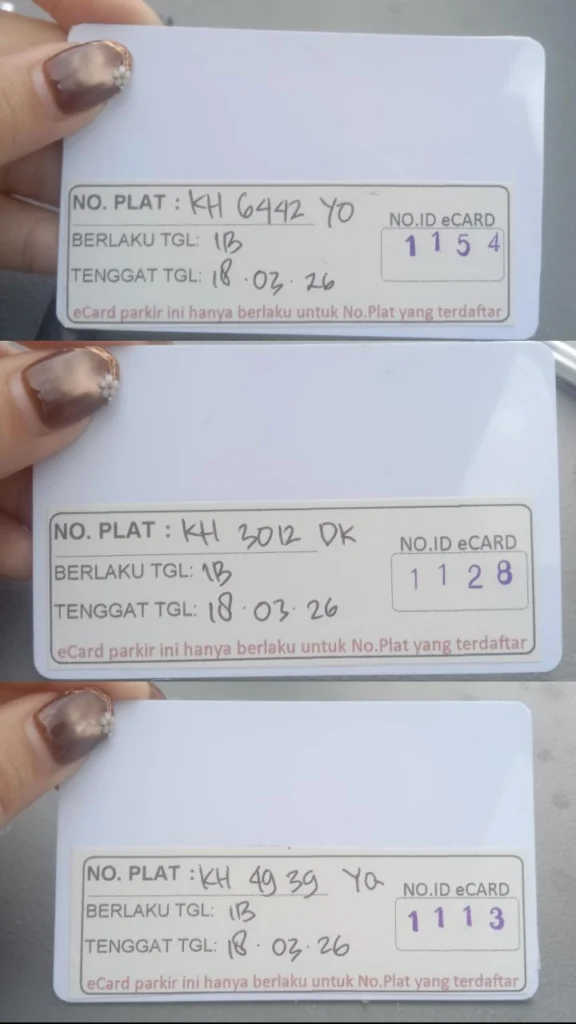 NO. PLAT : KH 6442 YO
NO.ID eCARD
BERLAKU TGL: 1B
1154
TENGGAT TGL: 18.03.26
eCard parkir ini hanya berlaku untuk No.Plat yang terdaftar
NO. PLAT : KH 3012 DK
NO.ID eCARD
BERLAKU TGL: 1B
1128
TENGGAT TGL: 18.03.26
eCard parkir ini hanya berlaku untuk No.Plat yang terdaftar
NO. PLAT : KH 4939 YQ
NO.ID eCARD
BERLAKU TGL: 1B
1113
TENGGAT TGL: 18.03.26
eCard parkir ini hanya berlaku untuk No.Plat yang terdaftar